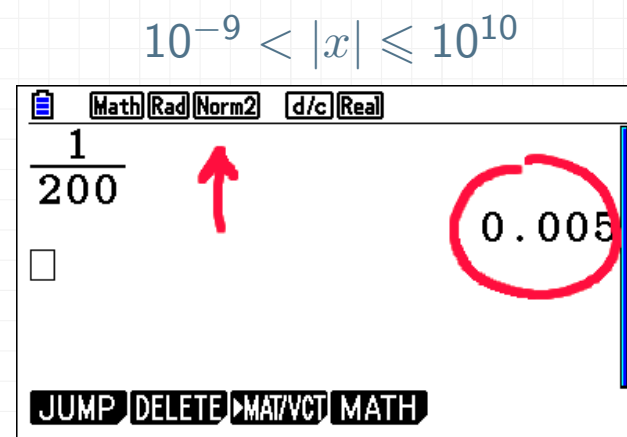 10⁻⁹ < |x| ⩽ 10¹⁰
Math Rad Norm2 d/c Real
1
200
0.005
JUMP DELETE ▶MAT/VCT MATH